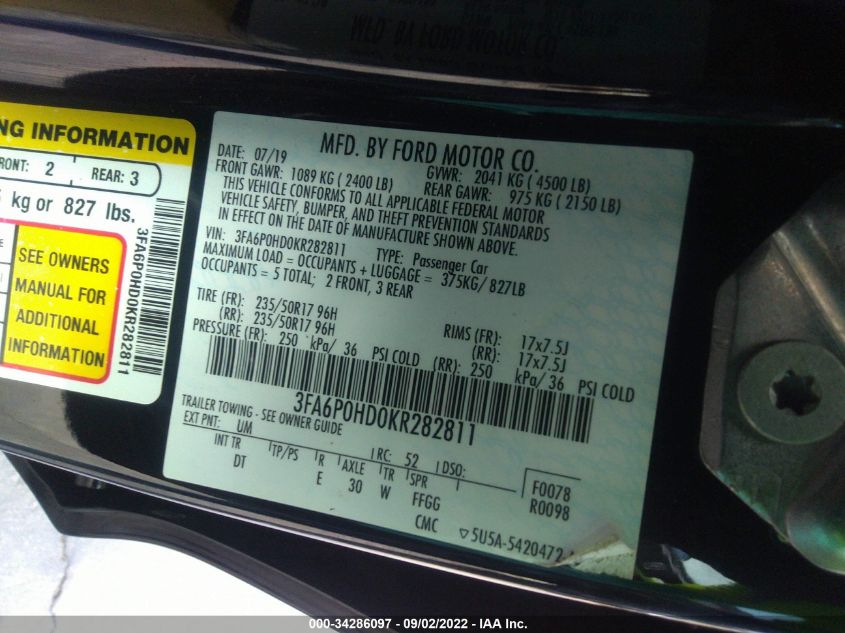 WLD BA FORD MOTOR CO
NG INFORMATION
RONT: 2 REAR: 3
kg or 827 lbs.
SEE OWNERS
MANUAL FOR
ADDITIONAL
INFORMATION
3FA6P0HD0KR282811
MFD. BY FORD MOTOR CO.
DATE: 07/19 GVWR: 2041 KG ( 4500 LB)
FRONT GAWR: 1089 KG ( 2400 LB) REAR GAWR: 975 KG ( 2150 LB)
THIS VEHICLE CONFORMS TO ALL APPLICABLE FEDERAL MOTOR
VEHICLE SAFETY, BUMPER, AND THEFT PREVENTION STANDARDS
IN EFFECT ON THE DATE OF MANUFACTURE SHOWN ABOVE.
VIN: 3FA6P0HD0KR282811 TYPE: Passenger Car
MAXIMUM LOAD = OCCUPANTS + LUGGAGE = 375KG/ 827LB
OCCUPANTS = 5 TOTAL; 2 FRONT, 3 REAR
TIRE (FR): 235/50R17 96H RIMS (FR): 17x7.5J
(RR): 235/50R17 96H (RR): 17x7.5J
PRESSURE (FR): 250 kPa/ 36 PSI COLD (RR): 250 kPa/ 36 PSI COLD
3FA6P0HD0KR282811
TRAILER TOWING - SEE OWNER GUIDE
EXT PNT: UM RC: 52 DSO:
INT TR TP/PS R AXLE TR SPR F0078
DT E 30 W FFGG R0098
CMC 5U5A-5420472-
000-34286097 - 09/02/2022 - IAA Inc.